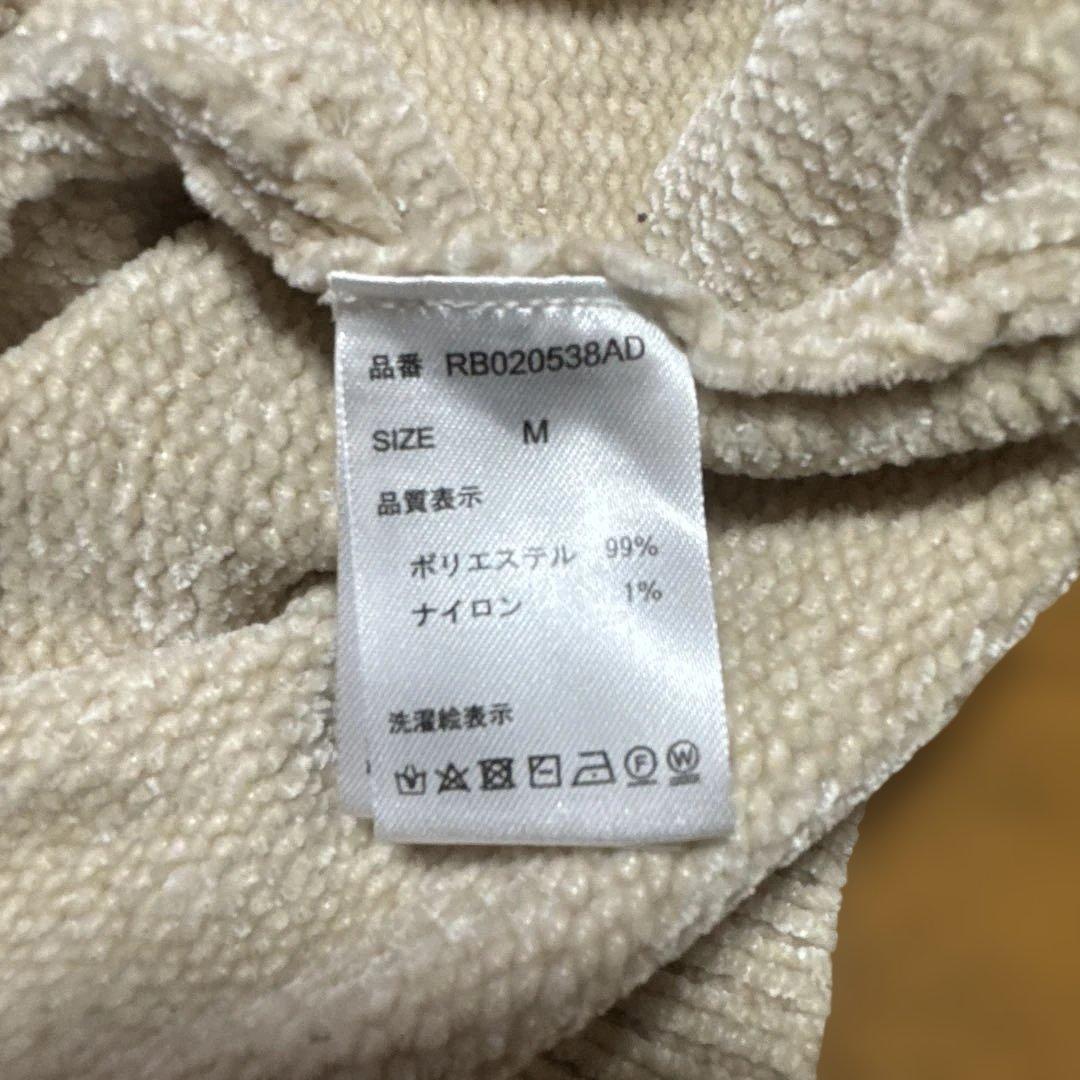 品番 RB020538AD
SIZE M
品質表示
ポリエステル 99%
ナイロン 1%
洗濯絵表示
F W